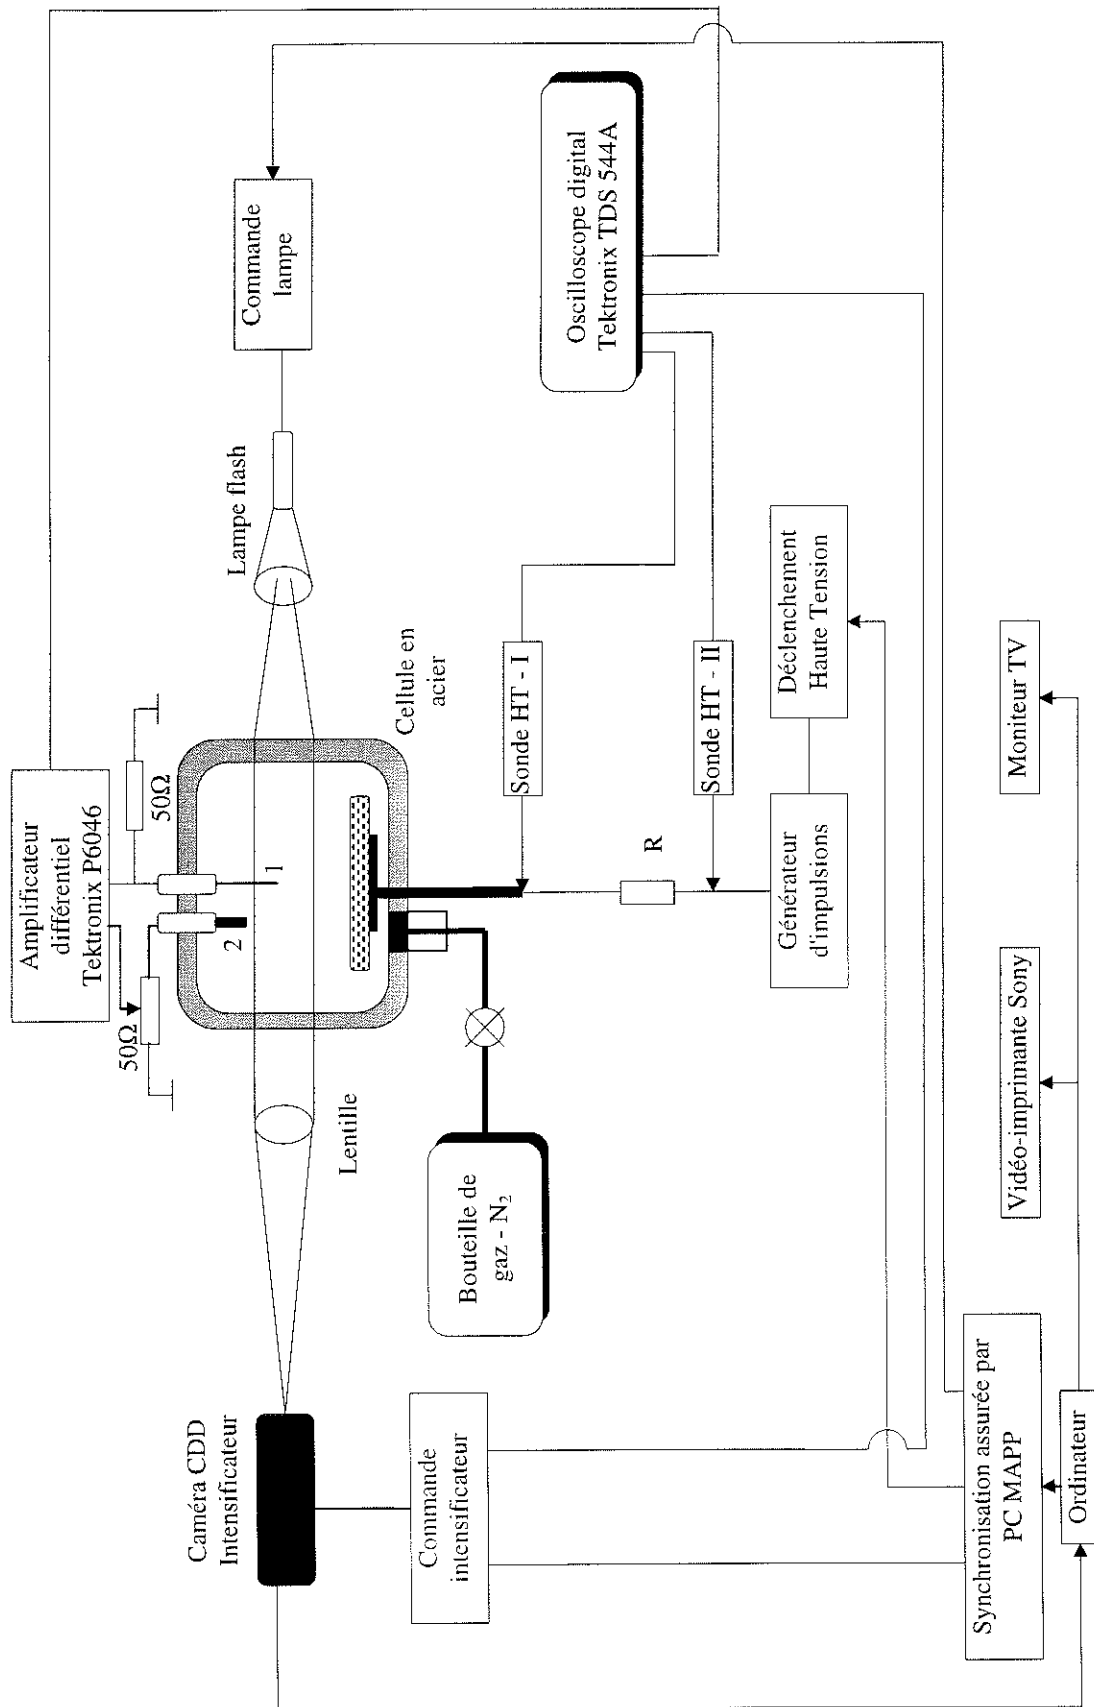 Amplificateur
différentiel
Tektronix P6046
50Ω
50Ω
1
2
Caméra CDD
Intensificateur
Lentille
Cellule en
acier
Lampe flash
Commande
lampe
Commande
intensificateur
Bouteille de
gaz - N₂
Sonde HT - I
Sonde HT - II
R
Oscilloscope digital
Tektronix TDS 544A
Générateur
d'impulsions
Déclenchement
Haute Tension
Synchronisation assurée par
PC MAPP
Ordinateur
Vidéo-imprimante Sony
Moniteur TV